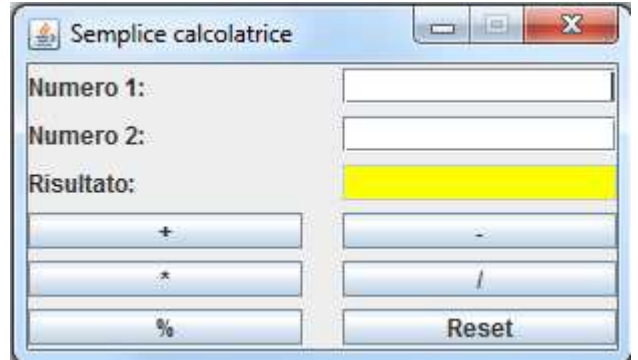 Semplice calcolatrice
Numero 1:
Numero 2:
Risultato:
+ -
* /
% Reset